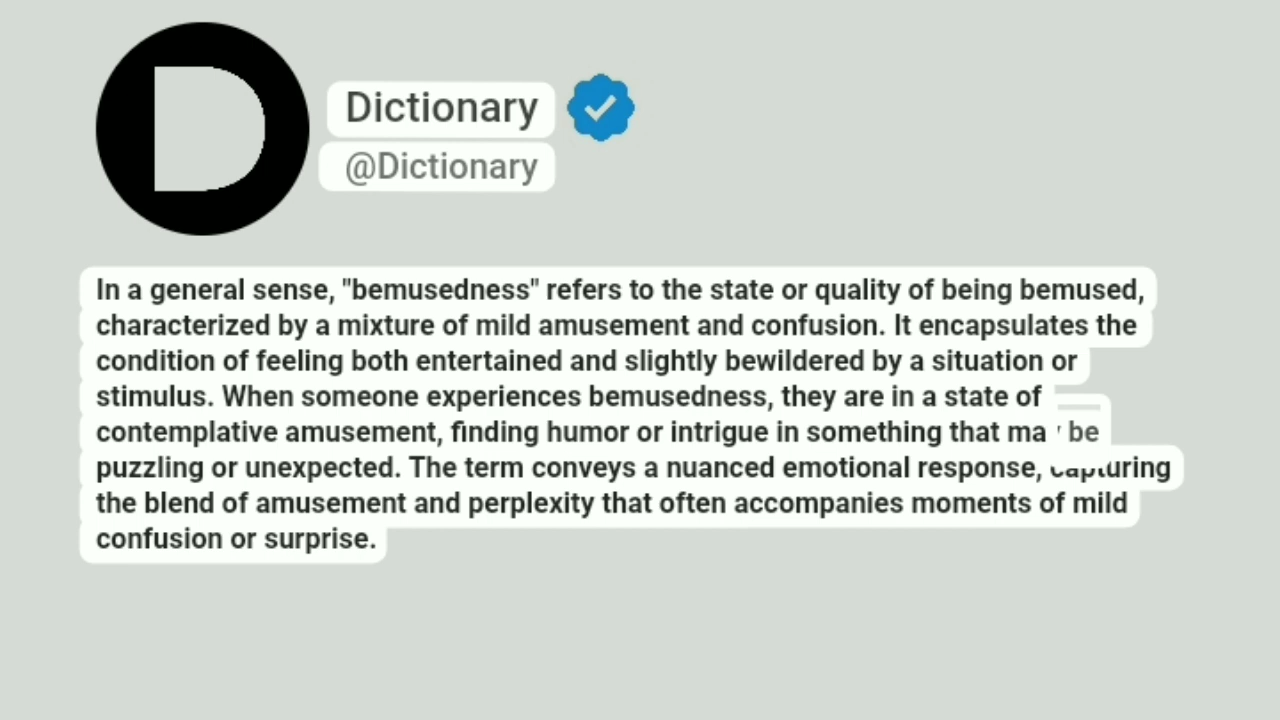 D
Dictionary
@Dictionary
In a general sense, "bemusedness" refers to the state or quality of being bemused,
characterized by a mixture of mild amusement and confusion. It encapsulates the
condition of feeling both entertained and slightly bewildered by a situation or
stimulus. When someone experiences bemusedness, they are in a state of
contemplative amusement, finding humor or intrigue in something that may be
puzzling or unexpected. The term conveys a nuanced emotional response, capturing
the blend of amusement and perplexity that often accompanies moments of mild
confusion or surprise.